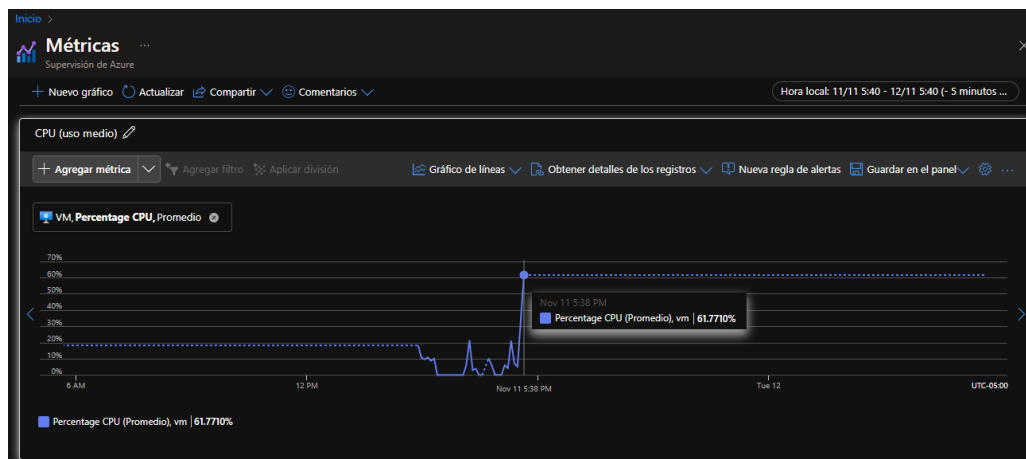 Inicio >
Métricas ...
Supervisión de Azure
Nuevo gráfico Actualizar Compartir Comentarios Hora local: 11/11 5:40 - 12/11 5:40 (- 5 minutos ...
CPU (uso medio)
Agregar métrica Agregar filtro Aplicar división Gráfico de líneas Obtener detalles de los registros Nueva regla de alertas Guardar en el panel ...
VM, Percentage CPU, Promedio
70%
60%
50%
40%
30%
20%
10%
0%
Nov 11 5:38 PM
Percentage CPU (Promedio), vm | 61.7710%
6 AM 12 PM Nov 11 5:38 PM Tue 12 UTC-05:00
Percentage CPU (Promedio), vm | 61.7710%